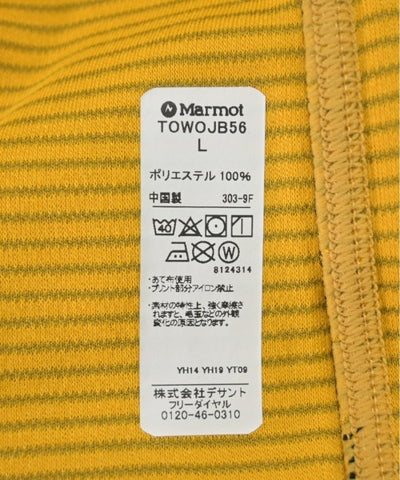 Marmot
TOWOJB56
L
ポリエステル 100%
中国製 303-9F
40
W
8124314
・あて布使用
・プリント部分アイロン禁止
・素材の特性上、強く摩擦さ
れますと、毛玉などの外観
変化の原因となります。
YH14 YH19 YT09
株式会社デサント
フリーダイヤル
0120-46-0310